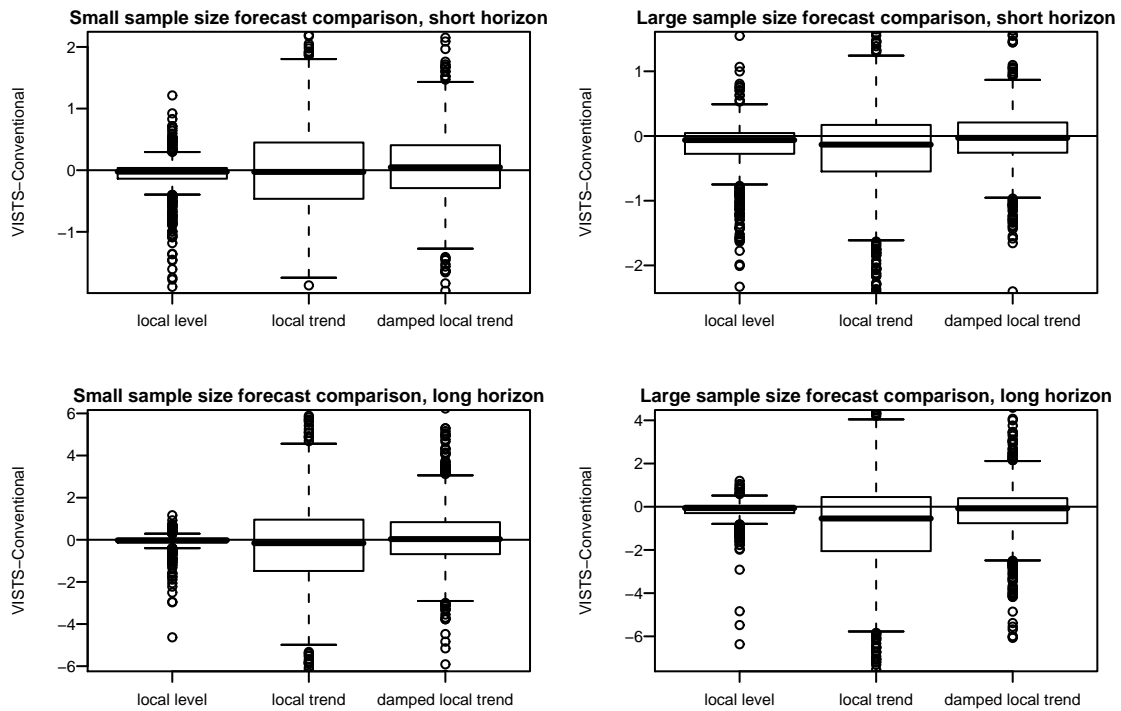 Small sample size forecast comparison, short horizon
2
1
0
−1
VISTS−Conventional
local level
local trend
damped local trend
Large sample size forecast comparison, short horizon
1
0
−1
−2
VISTS−Conventional
local level
local trend
damped local trend
Small sample size forecast comparison, long horizon
6
4
2
0
−2
−4
−6
VISTS−Conventional
local level
local trend
damped local trend
Large sample size forecast comparison, long horizon
4
2
0
−2
−4
−6
VISTS−Conventional
local level
local trend
damped local trend